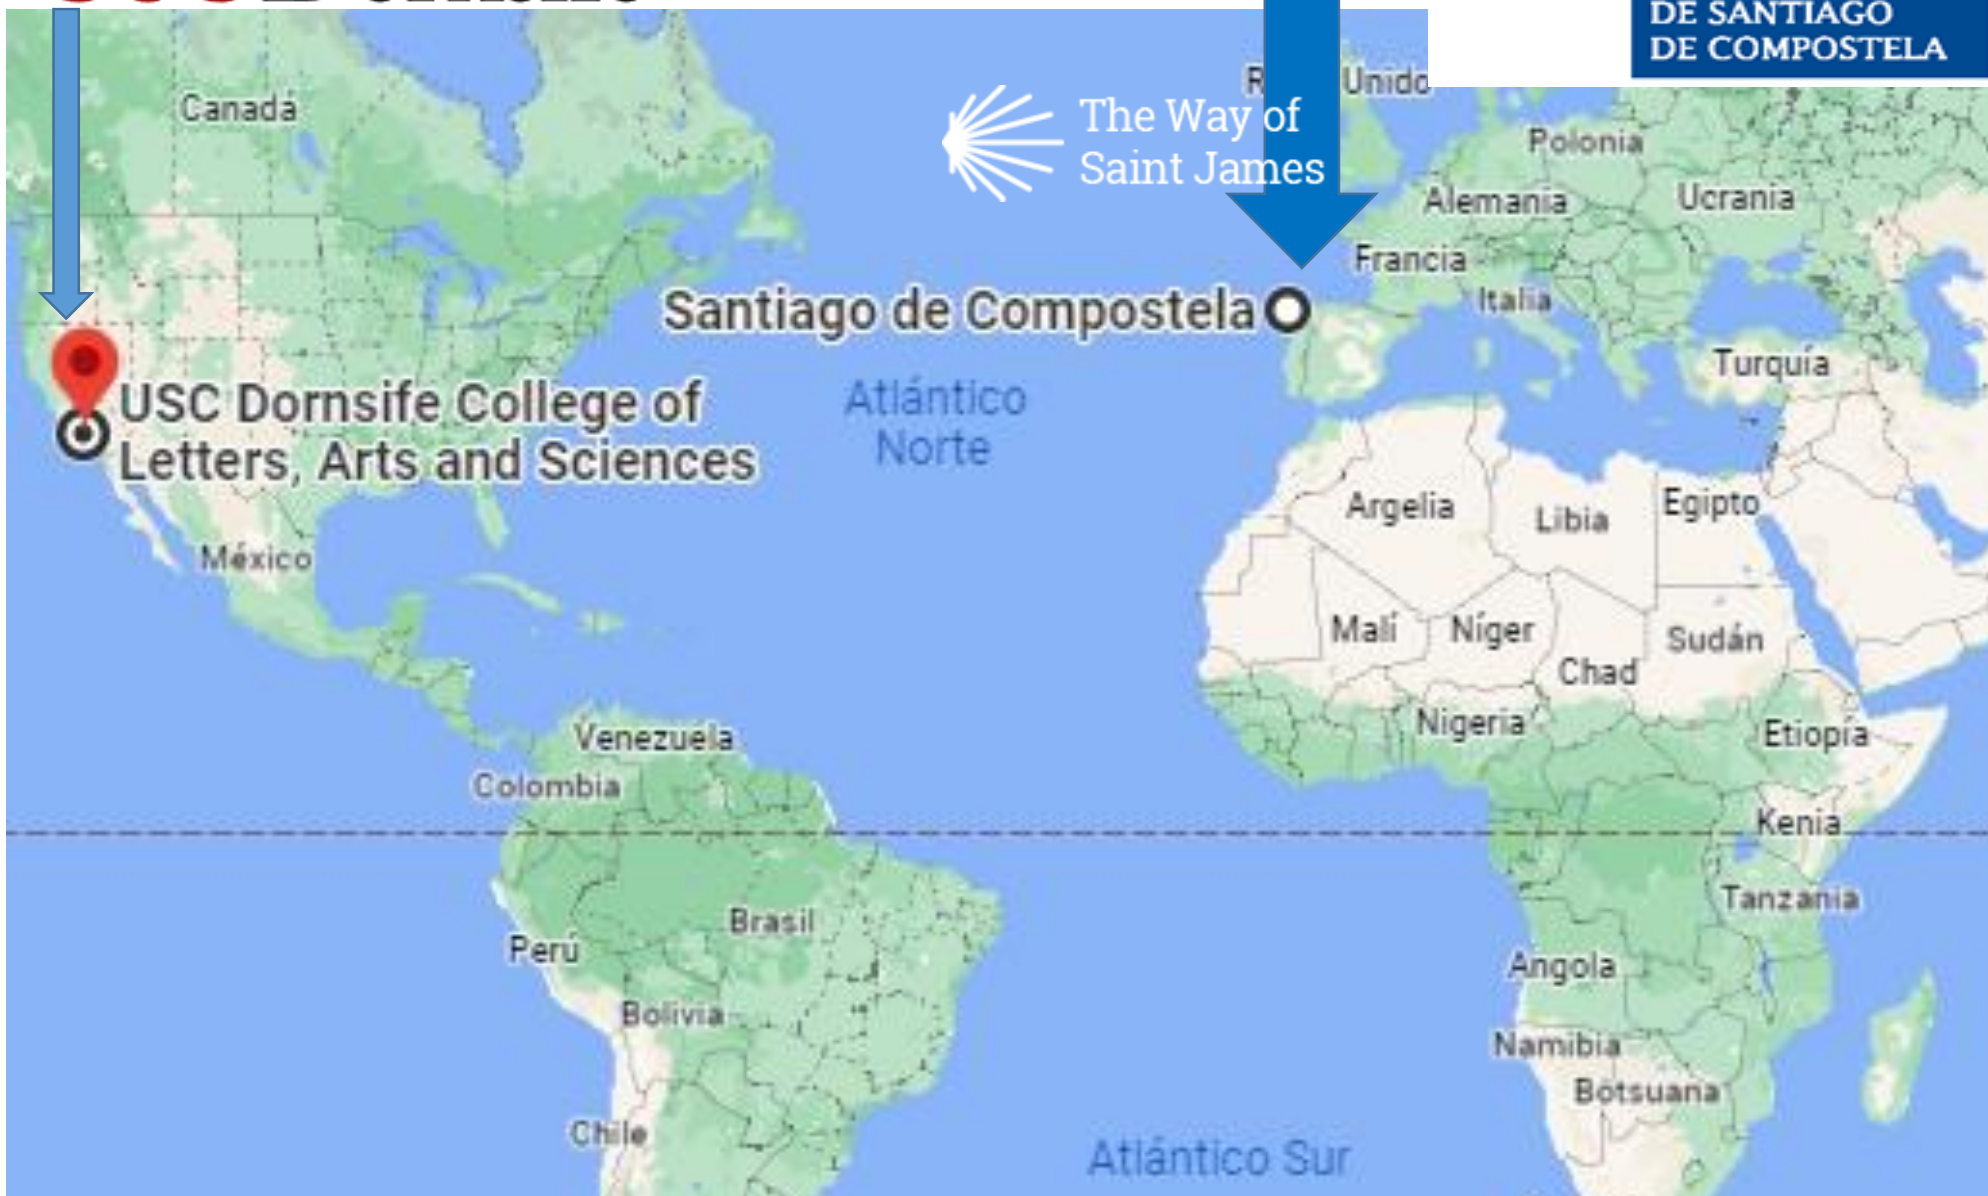 DE SANTIAGO
DE COMPOSTELA
Canadá
Unido
The Way of
Saint James
Polonia
Alemania
Ucrania
Francia
Italia
Santiago de Compostela
Turquía
USC Dornsife College of
Letters, Arts and Sciences
Atlántico
Norte
Argelia
Libia
Egipto
México
Malí
Níger
Chad
Sudán
Nigeria
Etiopía
Venezuela
Colombia
Kenia
Tanzania
Brasil
Perú
Angola
Bolivia
Namibia
Botsuana
Chile
Atlántico Sur